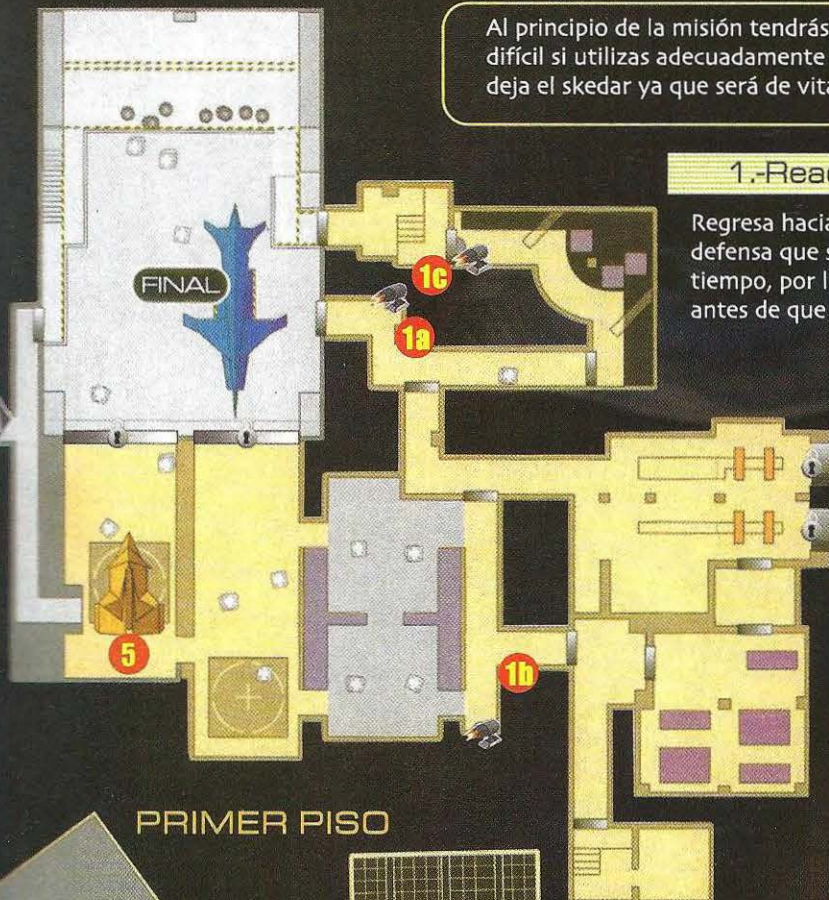 Al principio de la misión tendrás
difícil si utilizas adecuadamente
deja el skedar ya que será de vita
1.-Reac
Regresa hacia
defensa que s
tiempo, por l
antes de que
FINAL
1c
1a
5
1b
PRIMER PISO